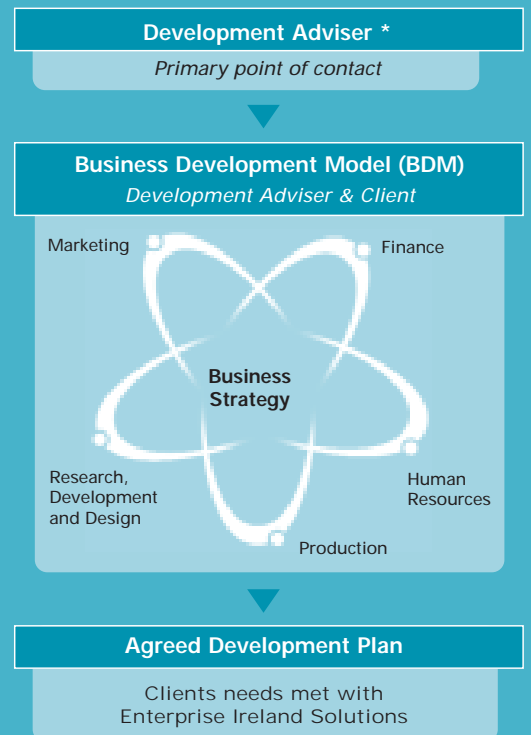 Development Adviser *
Primary point of contact
Business Development Model (BDM)
Development Adviser & Client
Marketing
Finance
Business
Strategy
Research,
Development
and Design
Human
Resources
Production
Agreed Development Plan
Clients needs met with
Enterprise Ireland Solutions